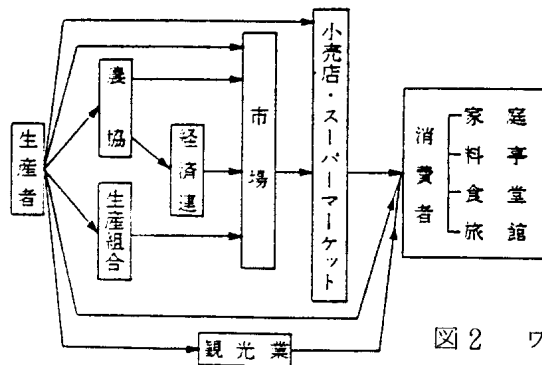 生産者
農協
経済連
生産組合
市場
小売店・スーパーマーケット
観光業
消費者
家庭
料亭
食堂
旅館
図2 ワ